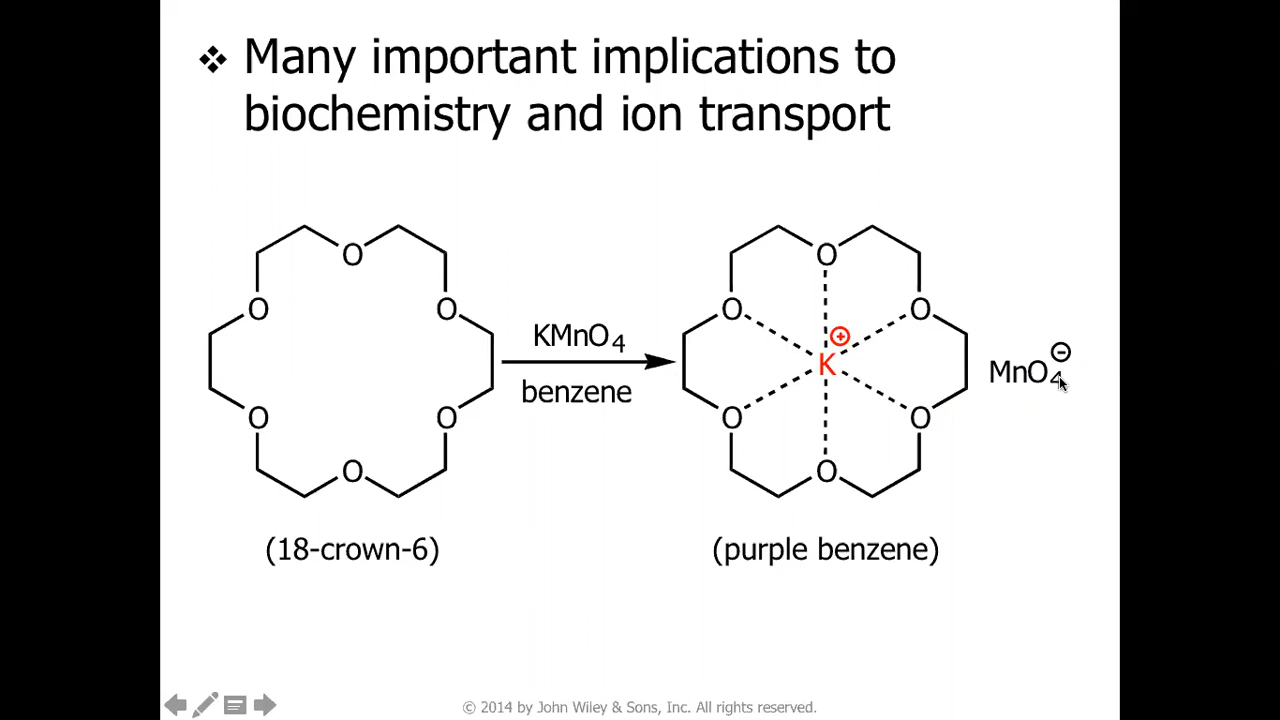 ❖ Many important implications to
biochemistry and ion transport
O O O O O O
KMnO₄
benzene
O O O O O O
K⊕
MnO₄⊖
(18-crown-6)
(purple benzene)
© 2014 by John Wiley & Sons, Inc. All rights reserved.